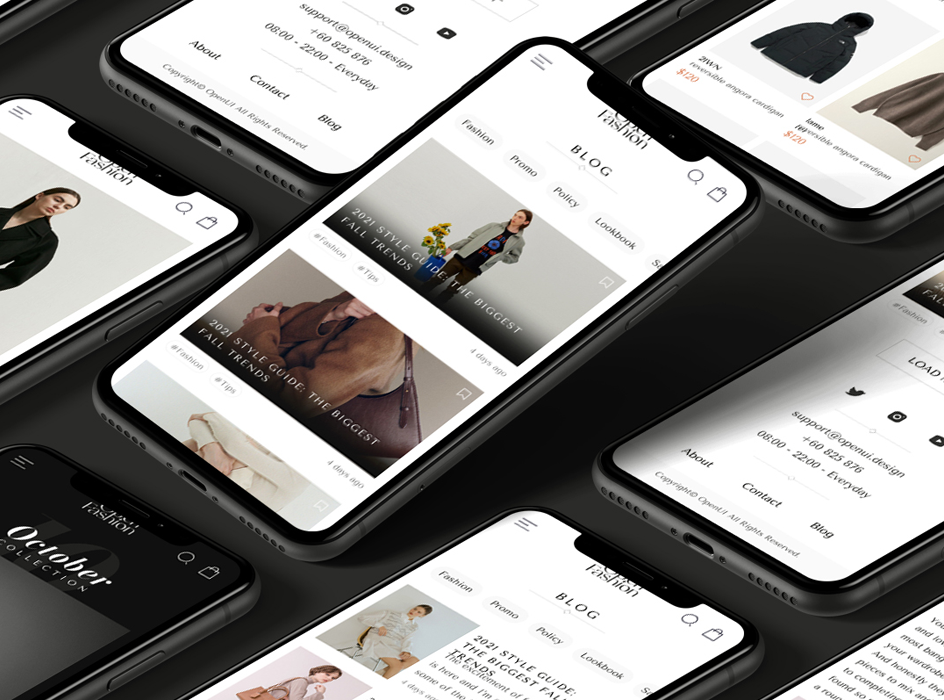 support@openui.design
+60 825 876
08:00 - 22:00 - Everyday
About
Contact
Blog
Copyright© OpenUI All Rights Reserved.
21WN
reversible angora cardigan
$120
lame
reversible angora cardigan
$120
Fashion
Open
Fashion
BLOG
Fashion
Promo
Policy
Lookbook
2021 STYLE GUIDE: THE BIGGEST
FALL TRENDS
#Fashion
#Tips
4 days ago
2021 STYLE GUIDE: THE BIGGEST
FALL TRENDS
#Fashion
#Tips
4 days ago
#Fashion
LOAD
support@openui.design
+60 825 876
08:00 - 22:00 - Everyday
About
Contact
Blog
Copyright© OpenUI All Rights Reserved.
Fashion
10
October
COLLECTION
Fashion
BLOG
Fashion
Promo
Policy
Lookbook
2021 STYLE GUIDE:
THE BIGGEST FALL
TRENDS
The excitement of
is here and I'm
some of the